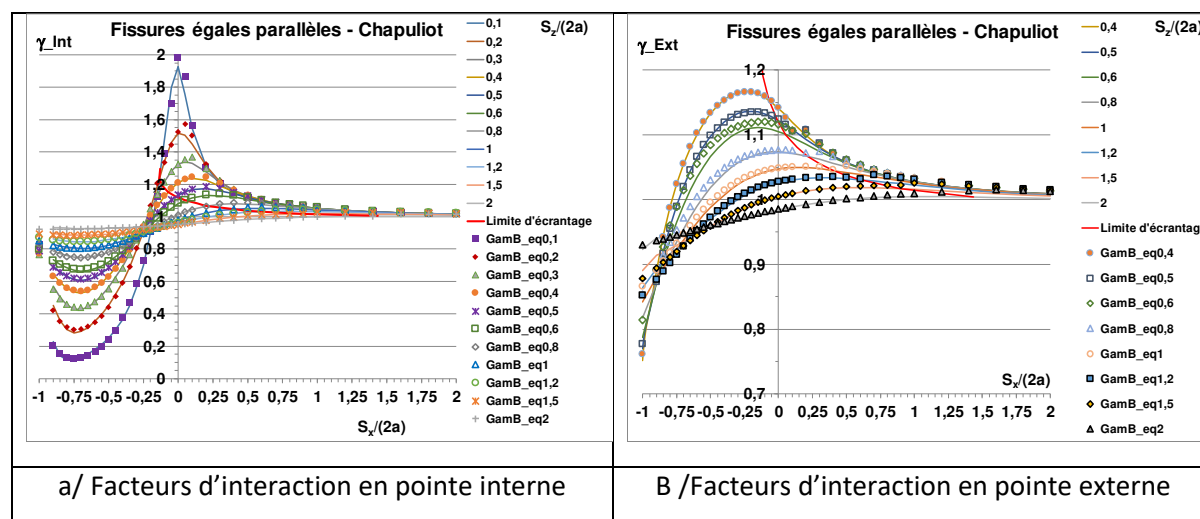 Fissures égales parallèles - Chapuliot
γ_Int
S_z/(2a)
2
1,8
1,6
1,4
1,2
1
0,8
0,6
0,4
0,2
0
-1 -0,75 -0,5 -0,25 0 0,25 0,5 0,75 1 1,25 1,5 1,75 2
S_x/(2a)
0,1
0,2
0,3
0,4
0,5
0,6
0,8
1
1,2
1,5
2
Limite d'écrantage
GamB_eq0,1
GamB_eq0,2
GamB_eq0,3
GamB_eq0,4
GamB_eq0,5
GamB_eq0,6
GamB_eq0,8
GamB_eq1
GamB_eq1,2
GamB_eq1,5
GamB_eq2
a/ Facteurs d'interaction en pointe interne
Fissures égales parallèles - Chapuliot
γ_Ext
S_z/(2a)
1,2
1,1
1
0,9
0,8
0,7
-1 -0,75 -0,5 -0,25 0 0,25 0,5 0,75 1 1,25 1,5 1,75 2
S_x/(2a)
0,4
0,5
0,6
0,8
1
1,2
1,5
2
Limite d'écrantage
GamB_eq0,4
GamB_eq0,5
GamB_eq0,6
GamB_eq0,8
GamB_eq1
GamB_eq1,2
GamB_eq1,5
GamB_eq2
B /Facteurs d'interaction en pointe externe